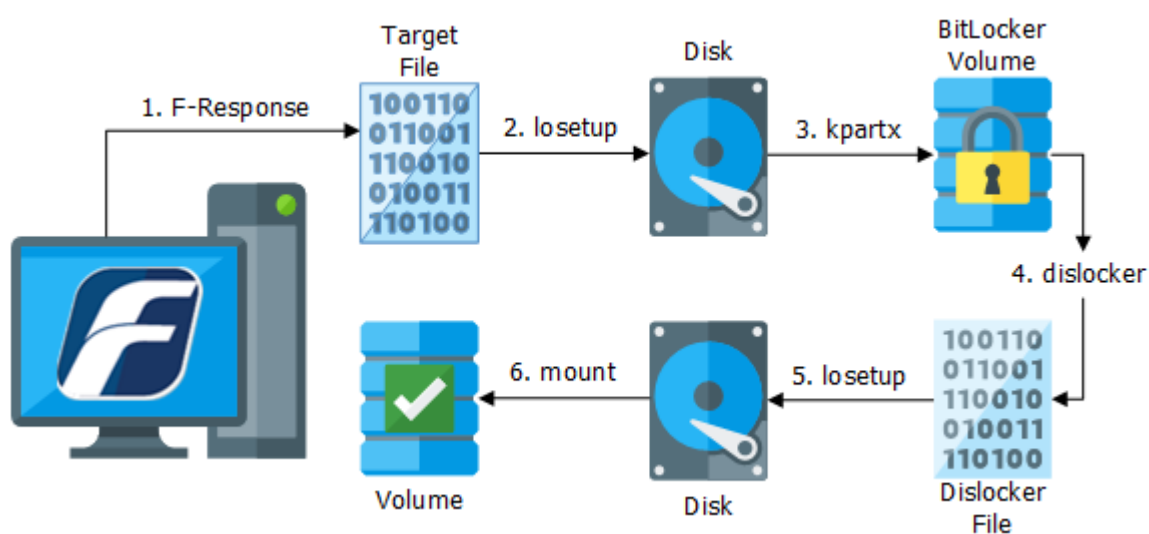 Target
File
Disk
BitLocker
Volume
1. F-Response
100110
011001
110010
010011
110100
2. losetup
3. kpartx
4. dislocker
100110
011001
110010
010011
110100
Dislocker
File
5. losetup
Disk
6. mount
Volume
F